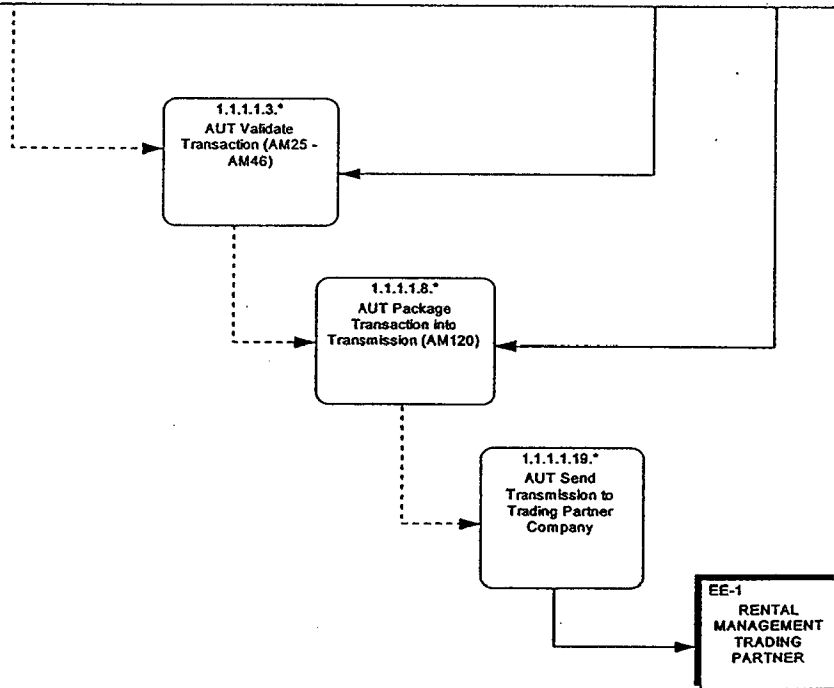 1.1.1.1.3.*
AUT Validate
Transaction (AM25 -
AM46)
1.1.1.1.8.*
AUT Package
Transaction into
Transmission (AM120)
1.1.1.1.19.*
AUT Send
Transmission to
Trading Partner
Company
EE-1
RENTAL
MANAGEMENT
TRADING
PARTNER